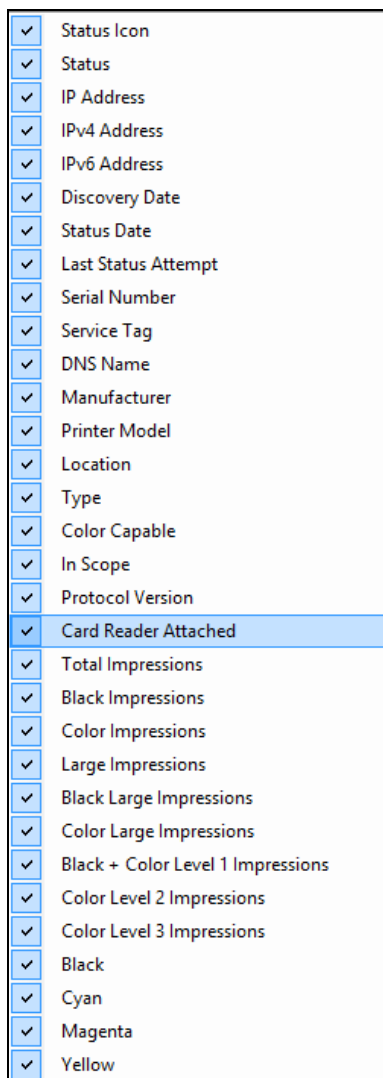 Status Icon
Status
IP Address
IPv4 Address
IPv6 Address
Discovery Date
Status Date
Last Status Attempt
Serial Number
Service Tag
DNS Name
Manufacturer
Printer Model
Location
Type
Color Capable
In Scope
Protocol Version
Card Reader Attached
Total Impressions
Black Impressions
Color Impressions
Large Impressions
Black Large Impressions
Color Large Impressions
Black + Color Level 1 Impressions
Color Level 2 Impressions
Color Level 3 Impressions
Black
Cyan
Magenta
Yellow